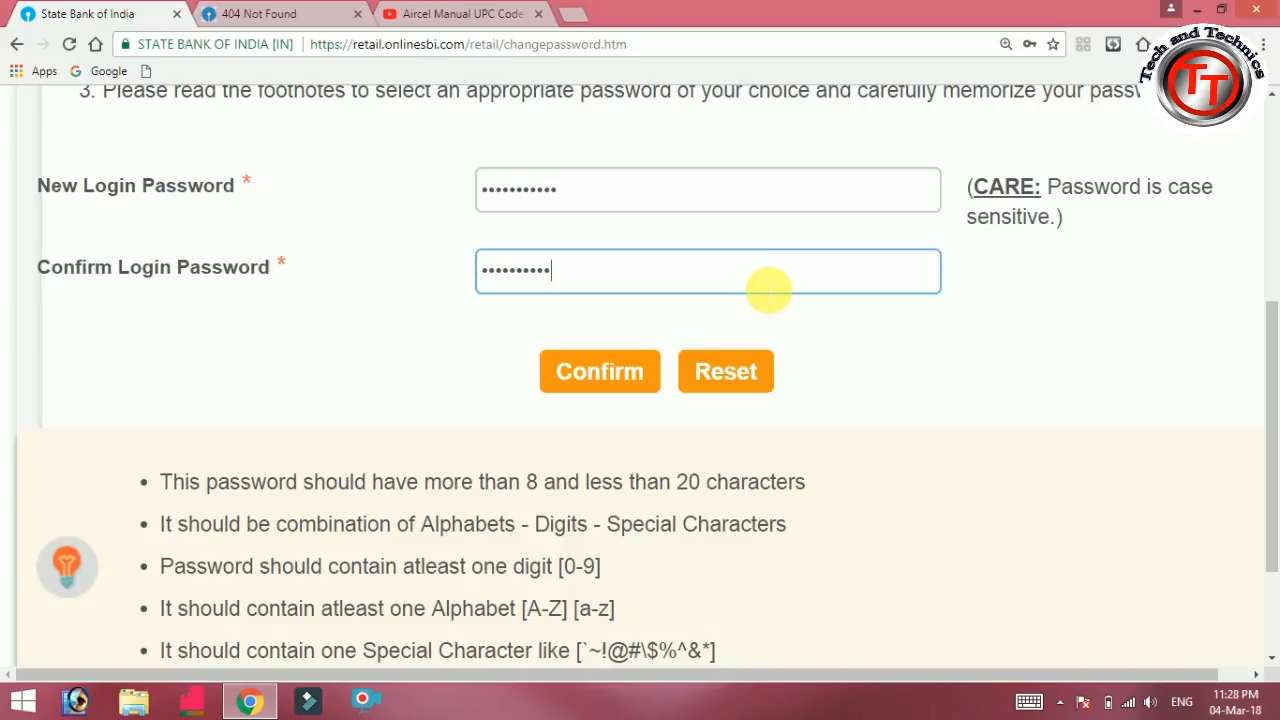 State Bank of India
404 Not Found
Aircel Manual UPC Code
STATE BANK OF INDIA [IN]
https://retail.onlinesbi.com/retail/changepassword.htm
Apps
Google
Tech and Technics
TT
3. Please read the footnotes to select an appropriate password of your choice and carefully memorize your passw
New Login Password *
•••••••••••
(CARE: Password is case
sensitive.)
Confirm Login Password *
••••••••••
Confirm
Reset
• This password should have more than 8 and less than 20 characters
• It should be combination of Alphabets - Digits - Special Characters
• Password should contain atleast one digit [0-9]
• It should contain atleast one Alphabet [A-Z] [a-z]
• It should contain one Special Character like [`~!@#\$%^&*]
ENG
11:28 PM
04-Mar-18